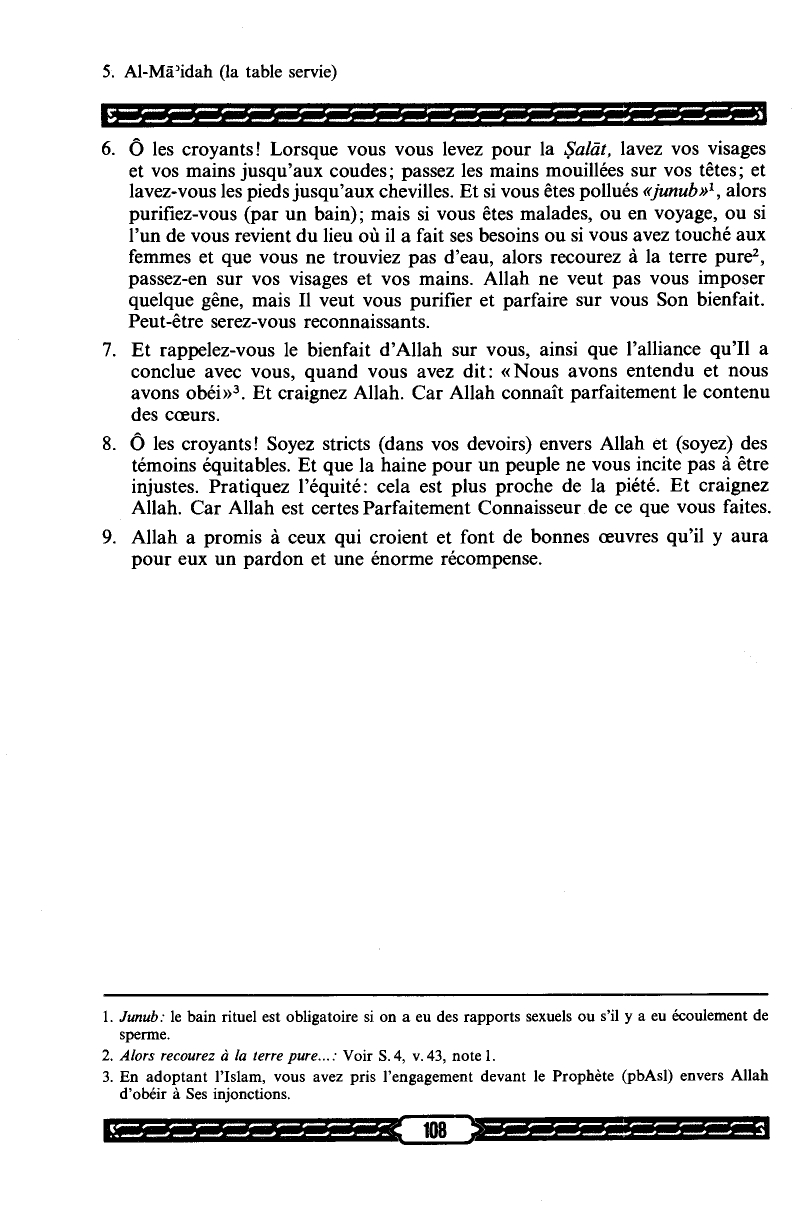 5. Al-Mā’idah (la table servie)
6. Ô les croyants! Lorsque vous vous levez pour la Ṣalāt, lavez vos visages
et vos mains jusqu’aux coudes; passez les mains mouillées sur vos têtes; et
lavez-vous les pieds jusqu’aux chevilles. Et si vous êtes pollués «junub»¹, alors
purifiez-vous (par un bain); mais si vous êtes malades, ou en voyage, ou si
l’un de vous revient du lieu où il a fait ses besoins ou si vous avez touché aux
femmes et que vous ne trouviez pas d’eau, alors recourez à la terre pure²,
passez-en sur vos visages et vos mains. Allah ne veut pas vous imposer
quelque gêne, mais Il veut vous purifier et parfaire sur vous Son bienfait.
Peut-être serez-vous reconnaissants.
7. Et rappelez-vous le bienfait d’Allah sur vous, ainsi que l’alliance qu’Il a
conclue avec vous, quand vous avez dit: «Nous avons entendu et nous
avons obéi»³. Et craignez Allah. Car Allah connaît parfaitement le contenu
des cœurs.
8. Ô les croyants! Soyez stricts (dans vos devoirs) envers Allah et (soyez) des
témoins équitables. Et que la haine pour un peuple ne vous incite pas à être
injustes. Pratiquez l’équité: cela est plus proche de la piété. Et craignez
Allah. Car Allah est certes Parfaitement Connaisseur de ce que vous faites.
9. Allah a promis à ceux qui croient et font de bonnes œuvres qu’il y aura
pour eux un pardon et une énorme récompense.
1. Junub: le bain rituel est obligatoire si on a eu des rapports sexuels ou s’il y a eu écoulement de
sperme.
2. Alors recourez à la terre pure...: Voir S. 4, v. 43, note 1.
3. En adoptant l’Islam, vous avez pris l’engagement devant le Prophète (pbAsl) envers Allah
d’obéir à Ses injonctions.
108